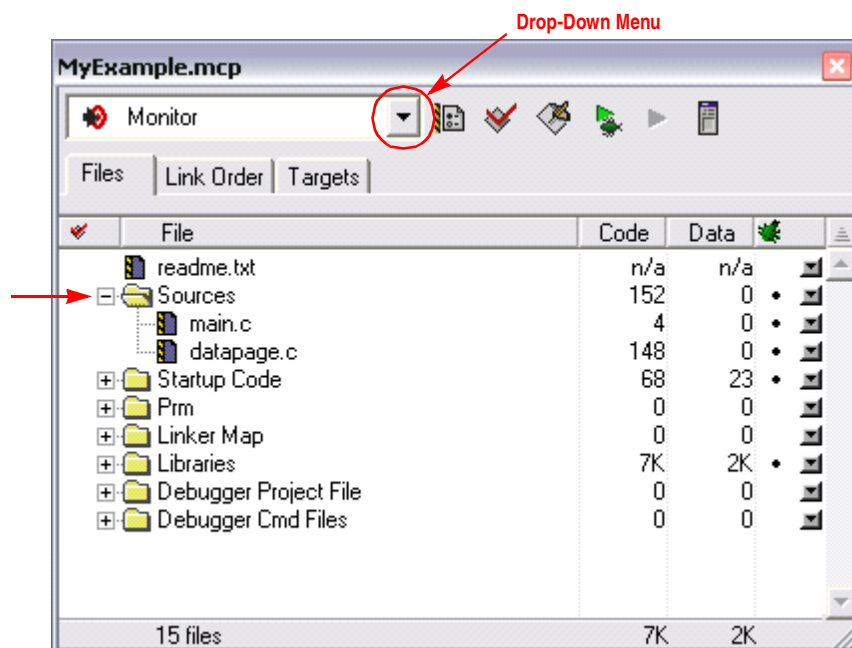 Drop-Down Menu
MyExample.mcp
Monitor
Files Link Order Targets
File Code Data
readme.txt n/a n/a
Sources 152 0
main.c 4 0
datapage.c 148 0
Startup Code 68 23
Prm 0 0
Linker Map 0 0
Libraries 7K 2K
Debugger Project File 0 0
Debugger Cmd Files 0 0
15 files 7K 2K